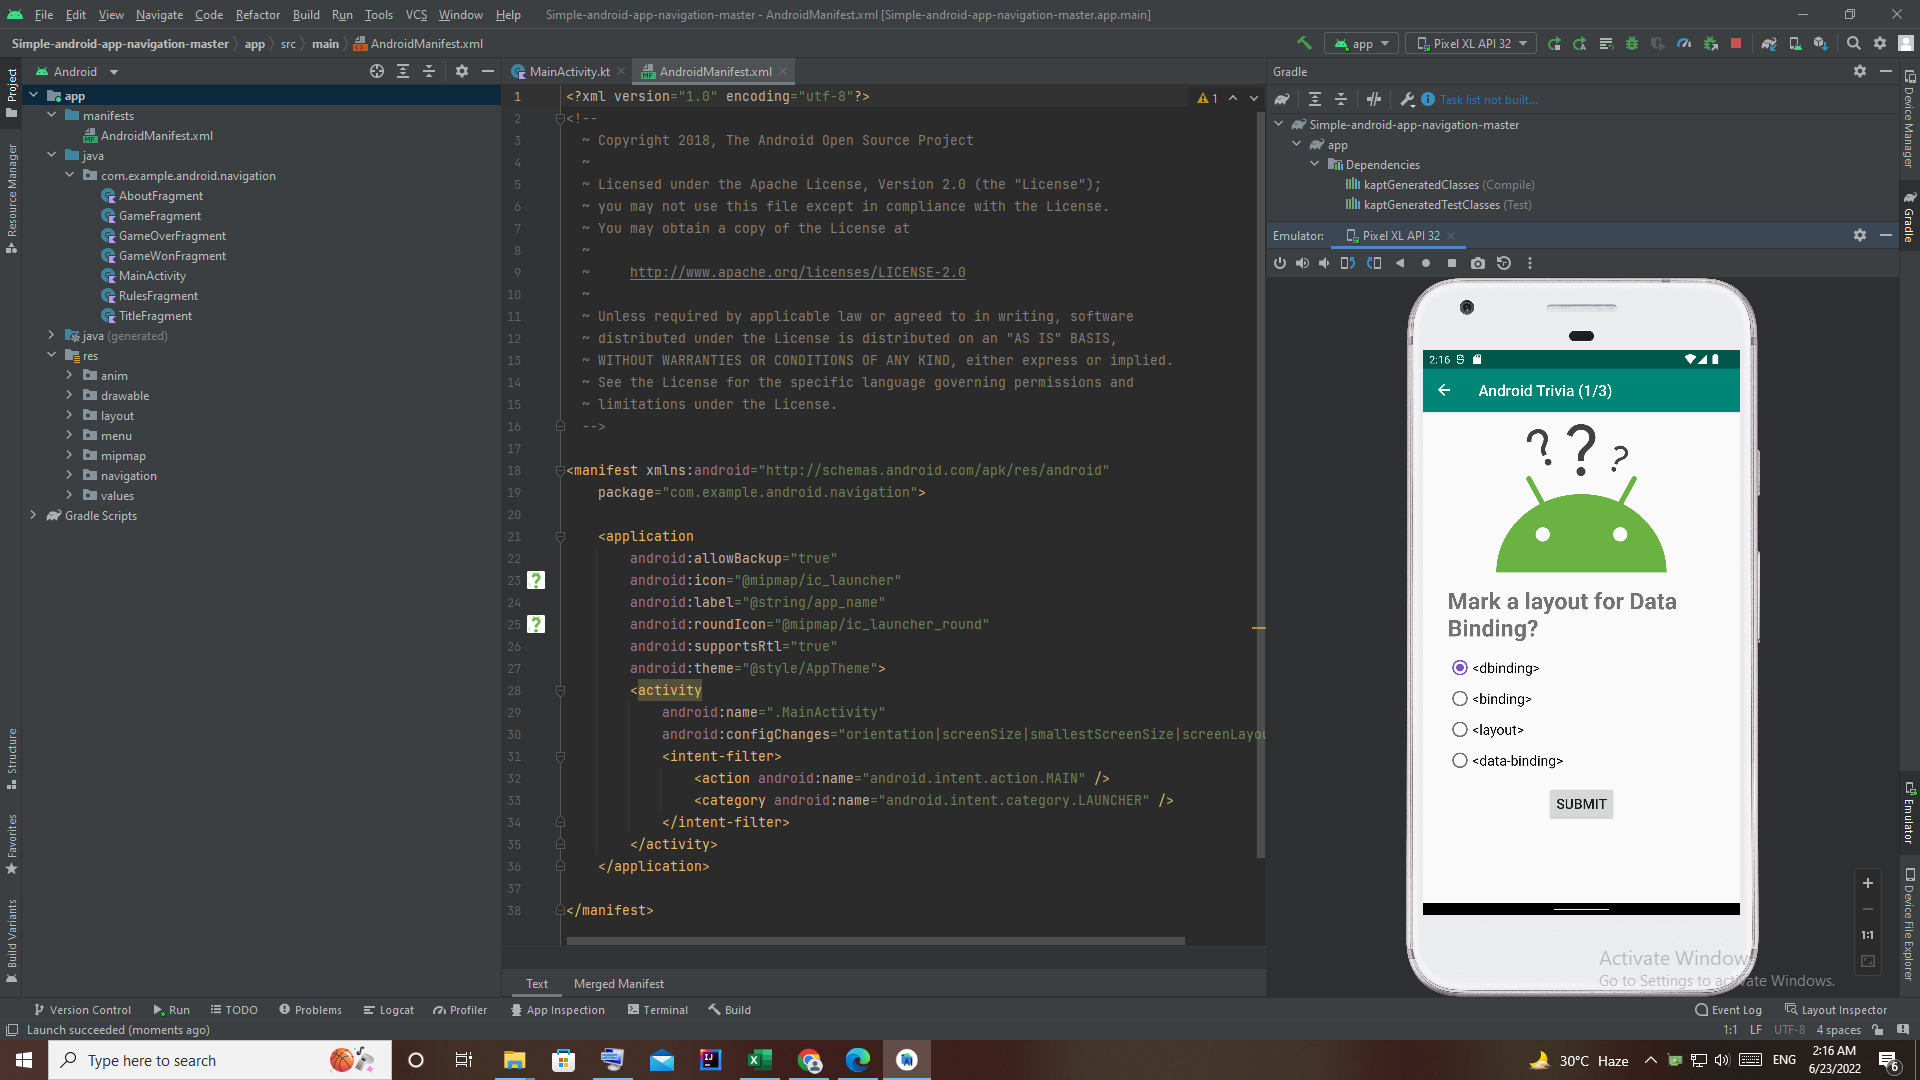 File Edit View Navigate Code Refactor Build Run Tools VCS Window Help Simple-android-app-navigation-master - AndroidManifest.xml [Simple-android-app-navigation-master.app.main]
Simple-android-app-navigation-master app src main AndroidManifest.xml app Pixel XL API 32
Project
Resource Manager
Structure
Favorites
Build Variants
Android
app
manifests
AndroidManifest.xml
java
com.example.android.navigation
AboutFragment
GameFragment
GameOverFragment
GameWonFragment
MainActivity
RulesFragment
TitleFragment
java (generated)
res
anim
drawable
layout
menu
mipmap
navigation
values
Gradle Scripts
MainActivity.kt AndroidManifest.xml
1
1 <?xml version="1.0" encoding="utf-8"?>
2 <!--
3 ~ Copyright 2018, The Android Open Source Project
4 ~
5 ~ Licensed under the Apache License, Version 2.0 (the "License");
6 ~ you may not use this file except in compliance with the License.
7 ~ You may obtain a copy of the License at
8 ~
9 ~ http://www.apache.org/licenses/LICENSE-2.0
10 ~
11 ~ Unless required by applicable law or agreed to in writing, software
12 ~ distributed under the License is distributed on an "AS IS" BASIS,
13 ~ WITHOUT WARRANTIES OR CONDITIONS OF ANY KIND, either express or implied.
14 ~ See the License for the specific language governing permissions and
15 ~ limitations under the License.
16 -->
17
18 <manifest xmlns:android="http://schemas.android.com/apk/res/android"
19 package="com.example.android.navigation">
20
21 <application
22 android:allowBackup="true"
23 android:icon="@mipmap/ic_launcher"
24 android:label="@string/app_name"
25 android:roundIcon="@mipmap/ic_launcher_round"
26 android:supportsRtl="true"
27 android:theme="@style/AppTheme">
28 <activity
29 android:name=".MainActivity"
30 android:configChanges="orientation|screenSize|smallestScreenSize|screenLayou
31 <intent-filter>
32 <action android:name="android.intent.action.MAIN" />
33 <category android:name="android.intent.category.LAUNCHER" />
34 </intent-filter>
35 </activity>
36 </application>
37
38 </manifest>
Text Merged Manifest
Gradle
Task list not built...
Simple-android-app-navigation-master
app
Dependencies
kaptGeneratedClasses (Compile)
kaptGeneratedTestClasses (Test)
Emulator: Pixel XL API 32
2:16
Android Trivia (1/3)
? ? ?
Mark a layout for Data
Binding?
<dbinding>
<binding>
<layout>
<data-binding>
SUBMIT
1:1
Activate Windows
Go to Settings to activate Windows.
Device Manager
Gradle
Emulator
Device File Explorer
Version Control Run TODO Problems Logcat Profiler App Inspection Terminal Build Event Log Layout Inspector
Launch succeeded (moments ago) 1:1 LF UTF-8 4 spaces
Type here to search 30°C Haze ENG 2:16 AM
6/23/2022 6